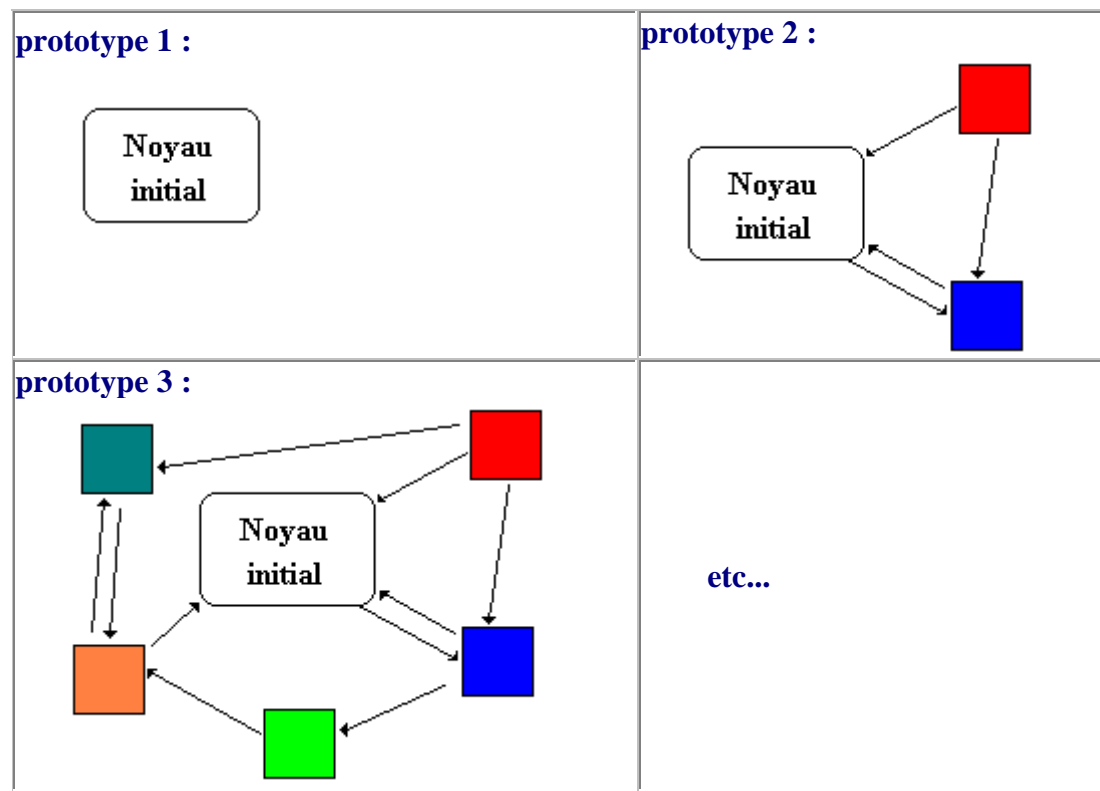 prototype 1 :
Noyau
initial
prototype 2 :
Noyau
initial
prototype 3 :
Noyau
initial
etc...